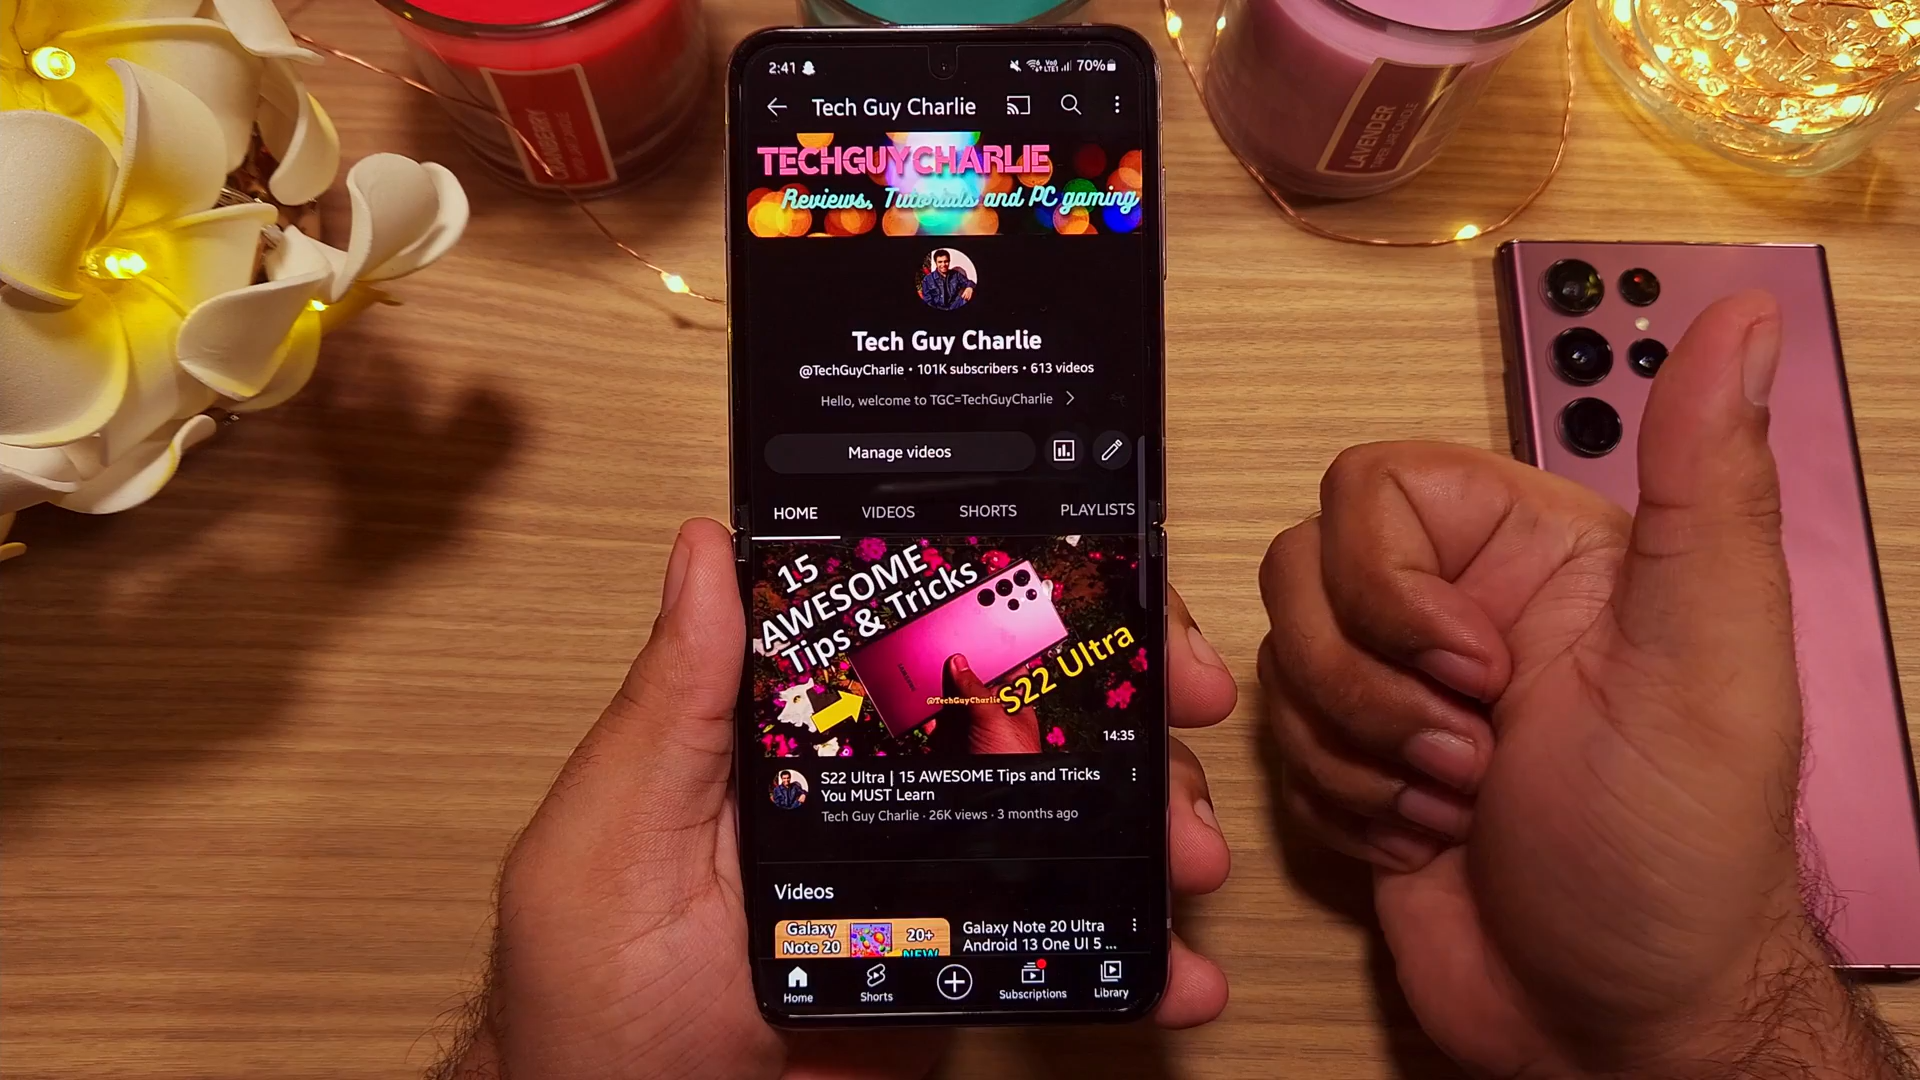 2:41
70%
Tech Guy Charlie
TECHGUYCHARLIE
Reviews, Tutorials and PC gaming
Tech Guy Charlie
@TechGuyCharlie • 101K subscribers • 613 videos
Hello, welcome to TGC=TechGuyCharlie
Manage videos
HOME VIDEOS SHORTS PLAYLISTS
15
AWESOME
Tips & Tricks
S22 Ultra
@TechGuyCharlie
14:35
S22 Ultra | 15 AWESOME Tips and Tricks
You MUST Learn
Tech Guy Charlie · 26K views · 3 months ago
Videos
Galaxy
Note 20
20+
NEW
Galaxy Note 20 Ultra
Android 13 One UI 5 ...
Home Shorts Subscriptions Library
LAVENDER